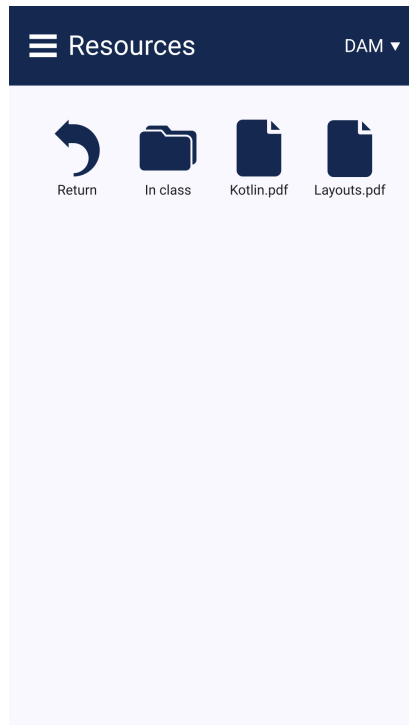 Resources
DAM
Return
In class
Kotlin.pdf
Layouts.pdf